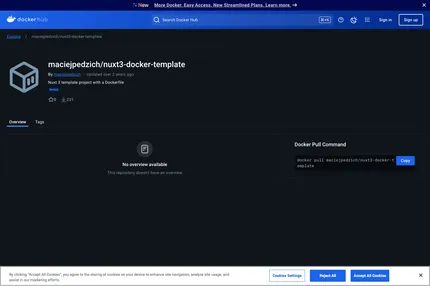 New More Docker. Easy Access. New Streamlined Plans. Learn more. →
docker hub
Search Docker Hub
Sign in
Sign up
Explore / maciejpedzich/nuxt3-docker-template
maciejpedzich/nuxt3-docker-template
By maciejpedzich · Updated over 2 years ago
Nuxt 3 template project with a Dockerfile
0
Overview
Tags
No overview available
This repository doesn't have an overview.
Docker Pull Command
docker pull maciejpedzich/nuxt3-docker-t
emplate
Copy
By clicking "Accept All Cookies", you agree to the storing of cookies on your device to enhance site navigation, analyze site usage, and
assist in our marketing efforts.
Cookies Settings
Reject All
Accept All Cookies